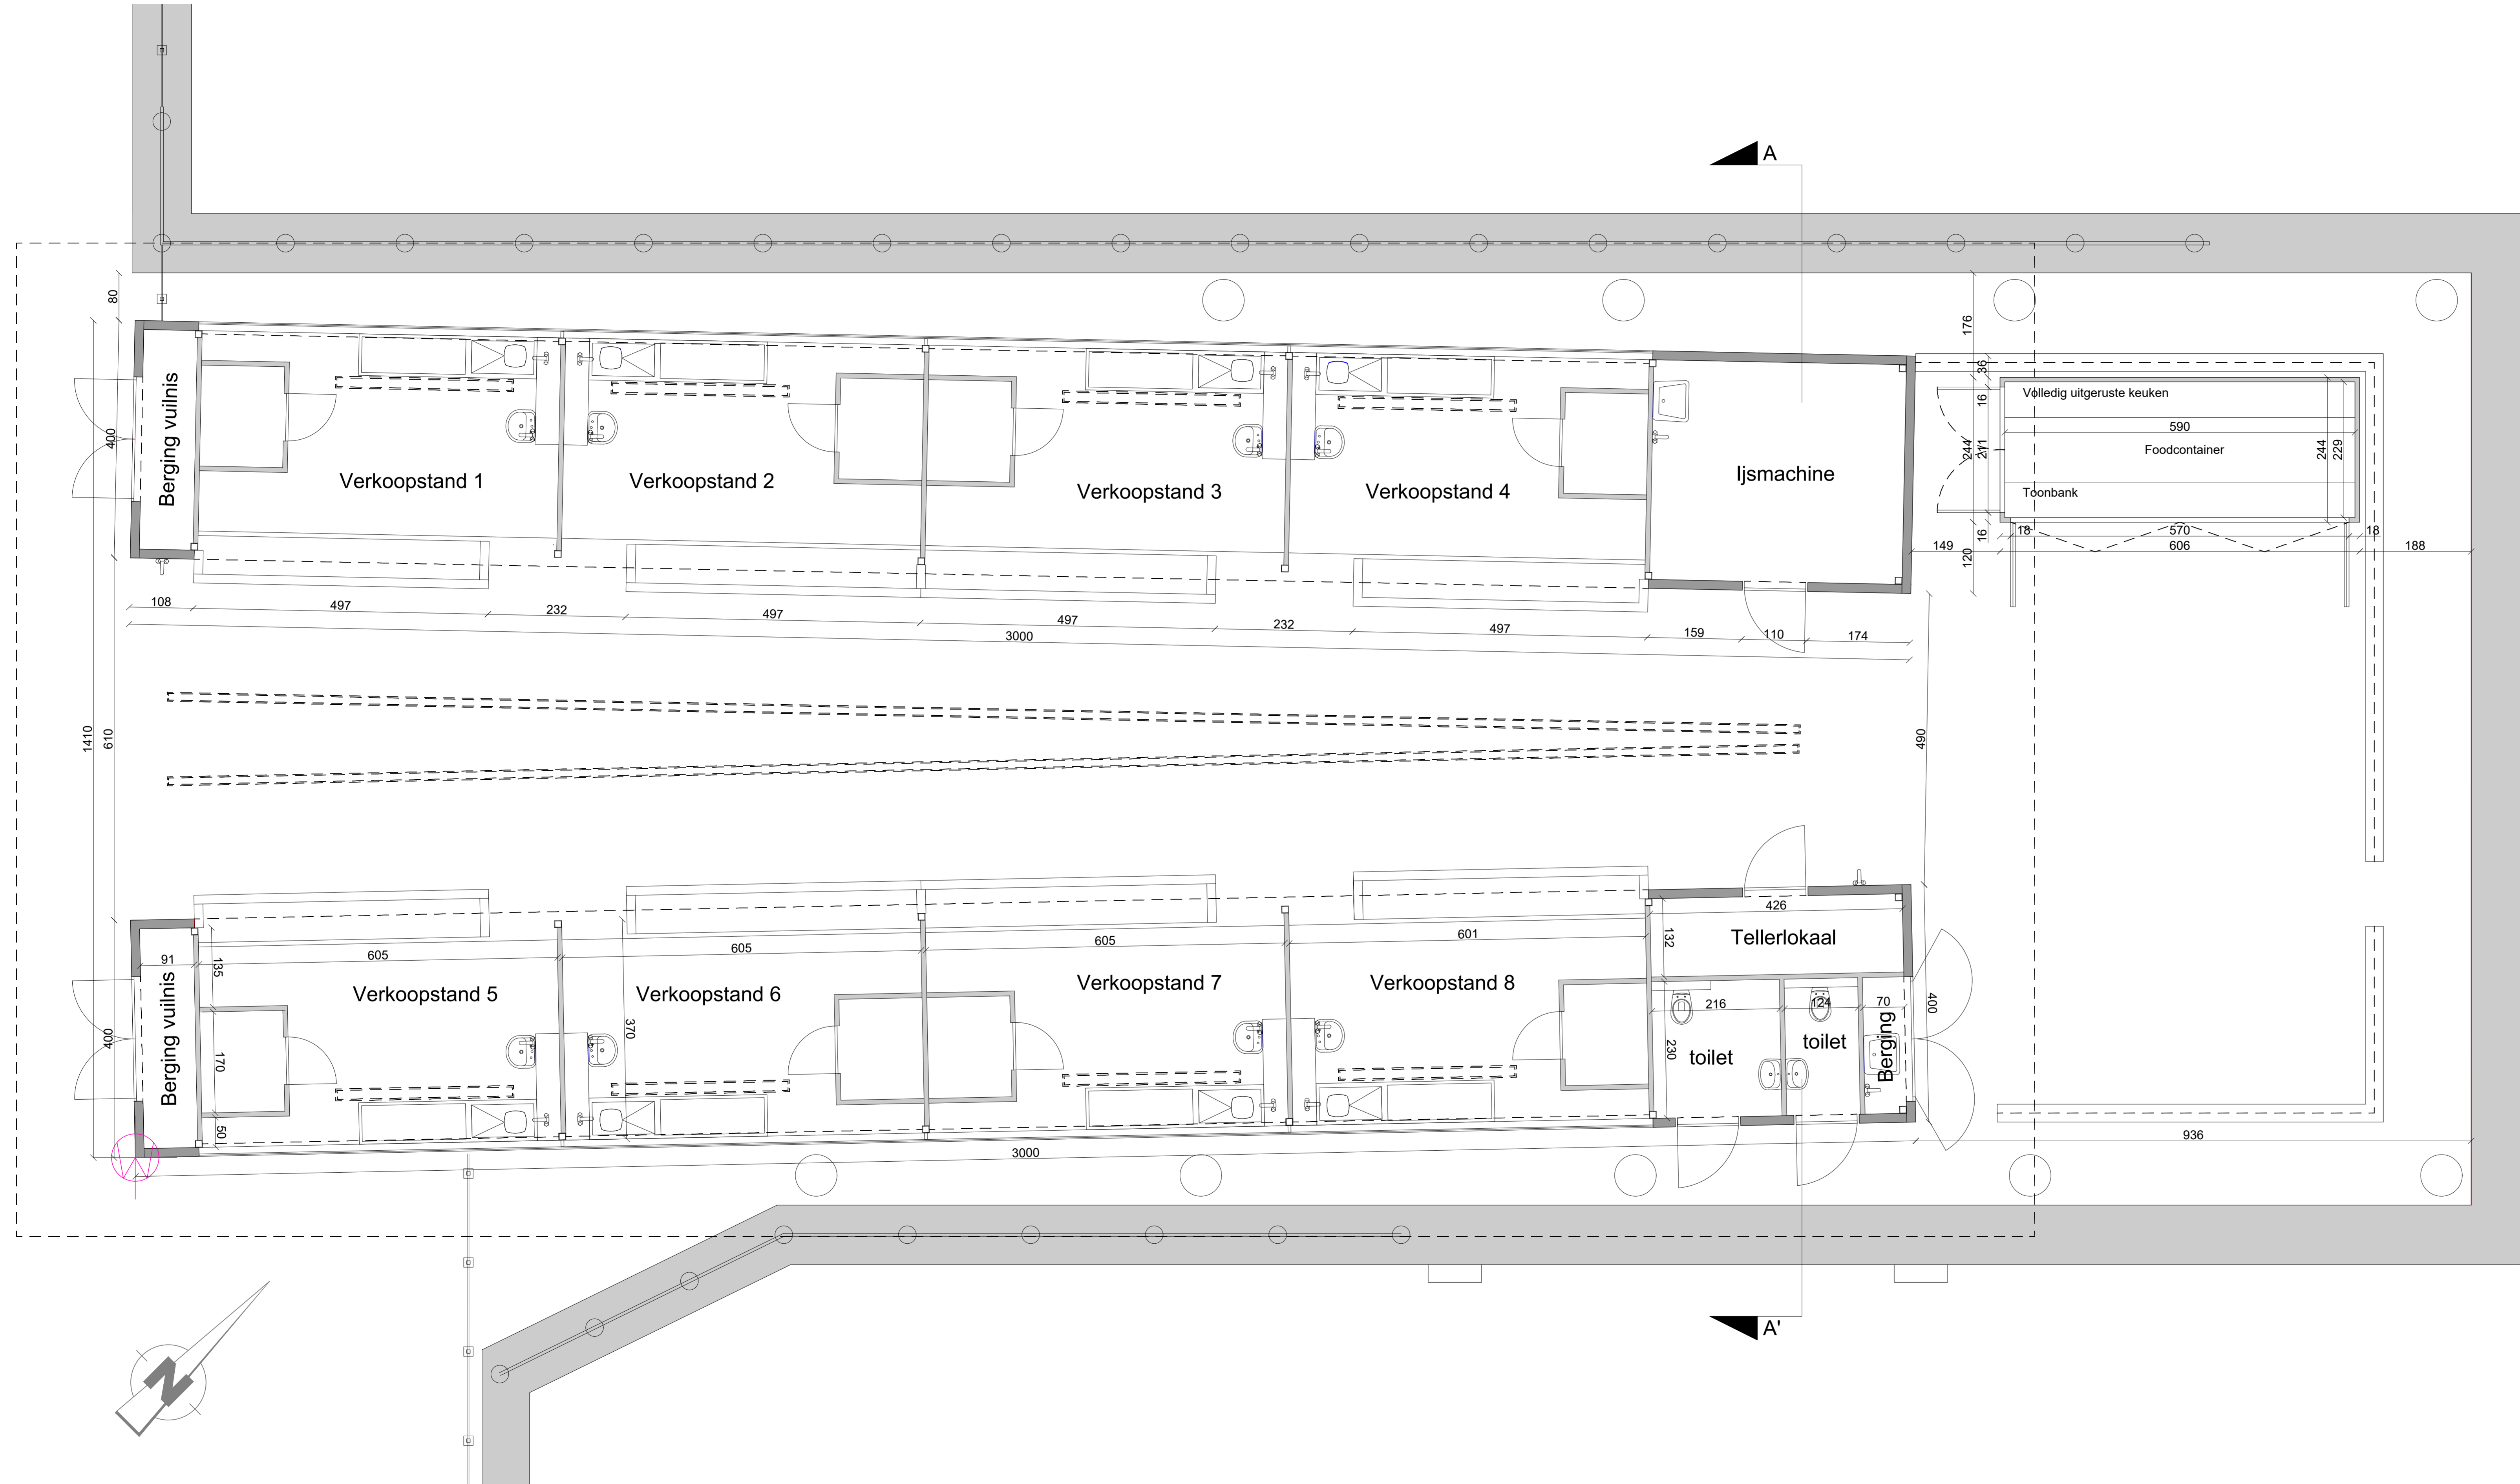 A
80
176
36
Berging vuilnis
400
Verkoopstand 1
Verkoopstand 2
Verkoopstand 3
Verkoopstand 4
Ijsmachine
Volledig uitgeruste keuken
16
590
244
211
Foodcontainer
244
229
Toonbank
18
570
18
16
149
606
188
120
108
497
232
497
497
232
497
159
110
174
3000
1410
610
490
426
132
Tellerlokaal
91
605
605
605
601
135
Berging vuilnis
400
Verkoopstand 5
Verkoopstand 6
Verkoopstand 7
Verkoopstand 8
216
124
70
400
370
170
230
toilet
toilet
Berging
50
3000
936
A'
N